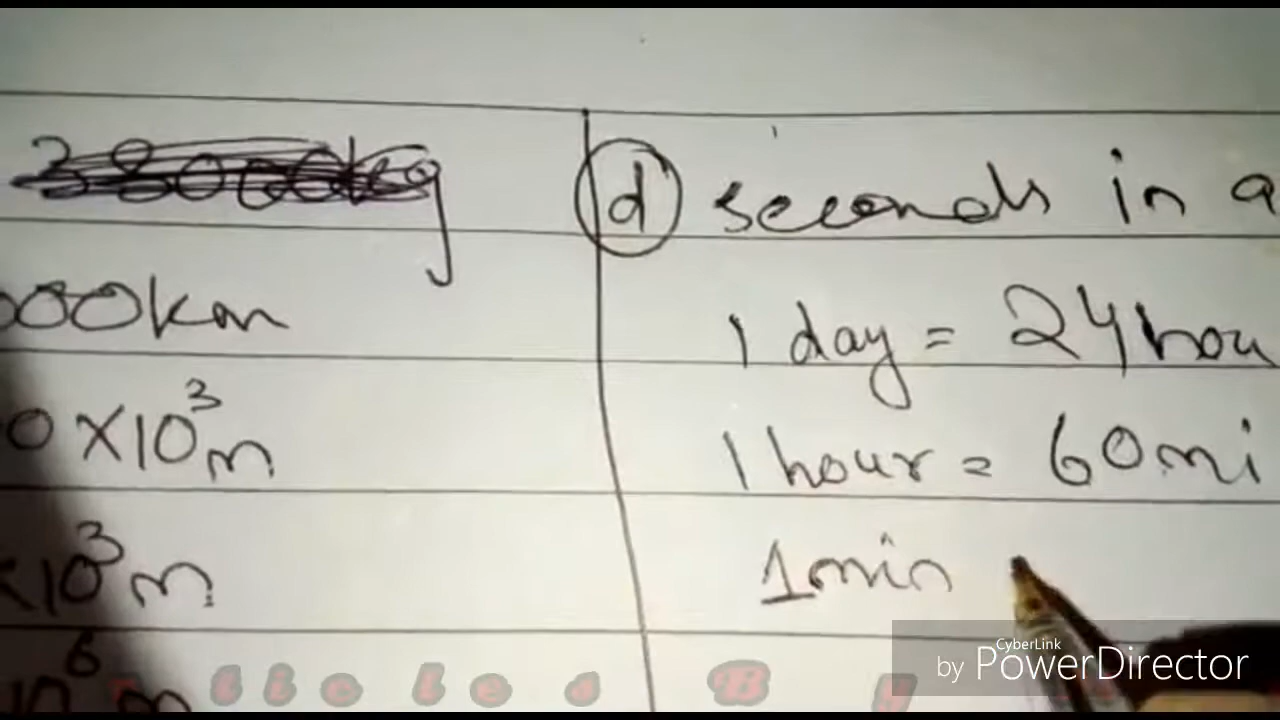 000km
0×10³m
×10³m
6
m
d seconds in a
1 day = 24 hou
1 hour = 60 mi
1 min
CyberLink
by PowerDirector